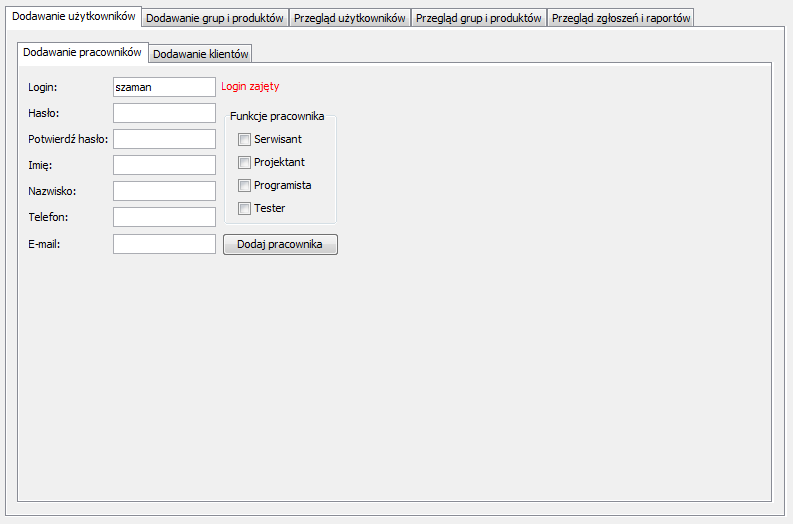 Dodawanie użytkowników Dodawanie grup i produktów Przegląd użytkowników Przegląd grup i produktów Przegląd zgłoszeń i raportów
Dodawanie pracowników Dodawanie klientów
Login: szaman Login zajęty
Hasło:
Funkcje pracownika
Potwierdź hasło: Serwisant
Imię: Projektant
Nazwisko: Programista
Telefon: Tester
E-mail: Dodaj pracownika